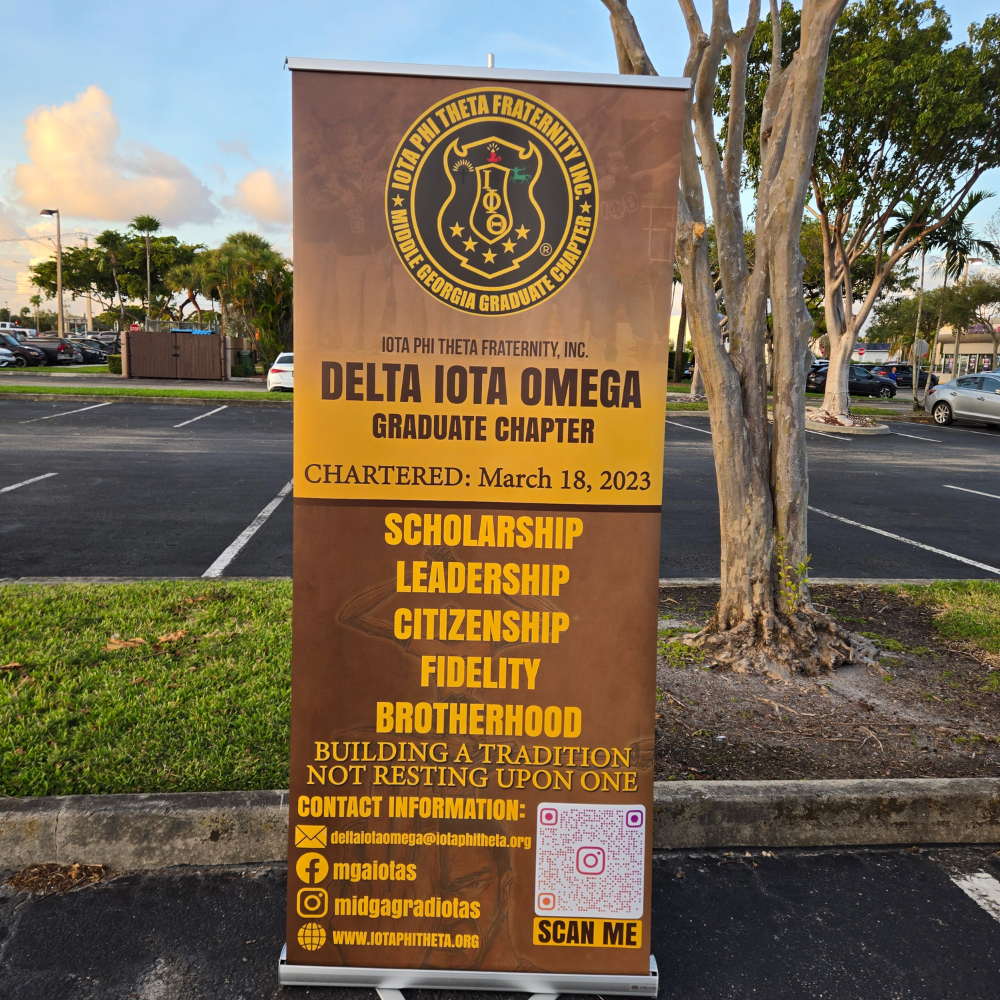 IOTA PHI THETA FRATERNITY, INC.
MIDDLE GEORGIA GRADUATE CHAPTER
ΙΦΘ
®
IOTA PHI THETA FRATERNITY, INC.
DELTA IOTA OMEGA
GRADUATE CHAPTER
CHARTERED: March 18, 2023
SCHOLARSHIP
LEADERSHIP
CITIZENSHIP
FIDELITY
BROTHERHOOD
BUILDING A TRADITION
NOT RESTING UPON ONE
CONTACT INFORMATION:
deltaiotaomega@iotaphitheta.org
mgaiotas
midgagradiotas
WWW.IOTAPHITHETA.ORG
SCAN ME